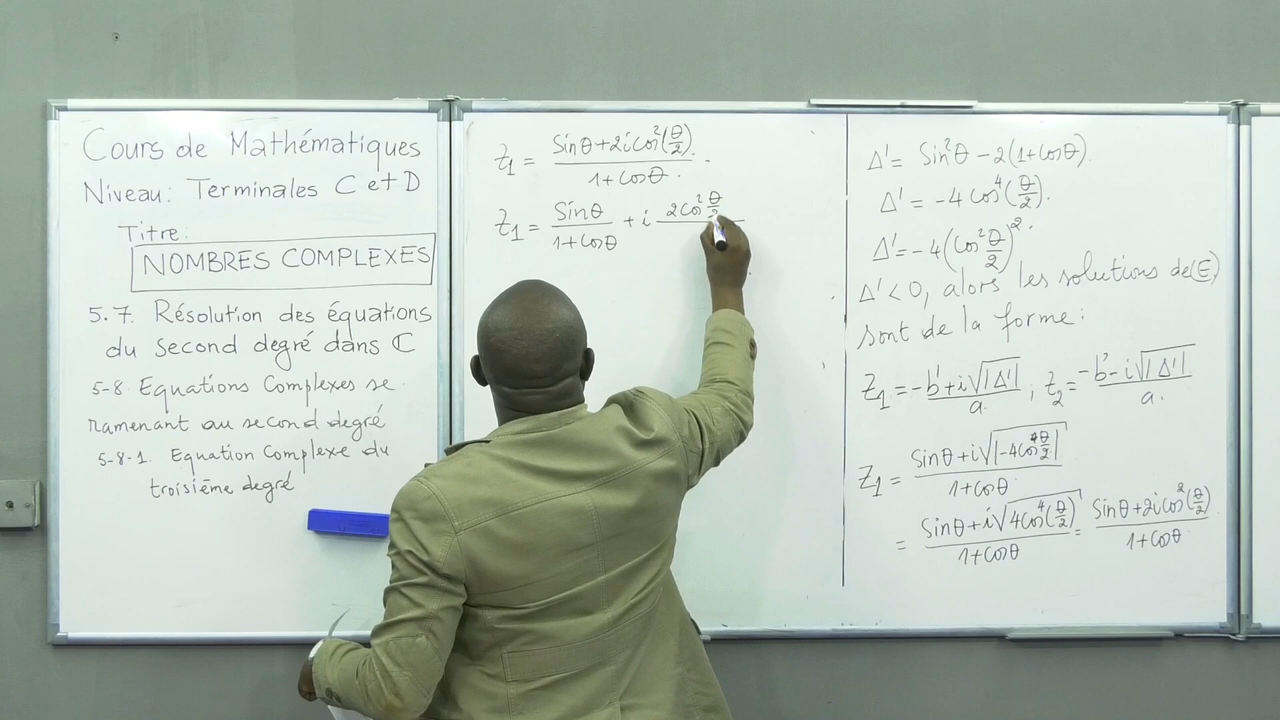 Cours de Mathématiques
Niveau: Terminales C et D
Titre:
NOMBRES COMPLEXES
5.7. Résolution des équations
du second degré dans ℂ
5-8 Equations Complexes se
ramenant au second degré
5-8-1. Equation Complexe du
troisième degré
Z1 = (Sinθ + 2i Cos²(θ/2)) / (1 + Cosθ).
Z1 = Sinθ / (1 + Cosθ) + i 2Cos² θ/2
Δ' = Sin²θ - 2(1 + Cosθ)
Δ' = -4 Cos⁴(θ/2).
Δ' = -4(Cos² θ/2)².
Δ' < 0, alors les solutions de (E)
sont de la forme:
Z1 = (-b' + i√|Δ'|) / a. ; Z2 = (-b' - i√|Δ'|) / a.
Z1 = (Sinθ + i√|-4Cos⁴ θ/2|) / (1 + Cosθ)
= (Sinθ + i√4Cos⁴(θ/2)) / (1 + Cosθ) = (Sinθ + 2i Cos²(θ/2)) / (1 + Cosθ)